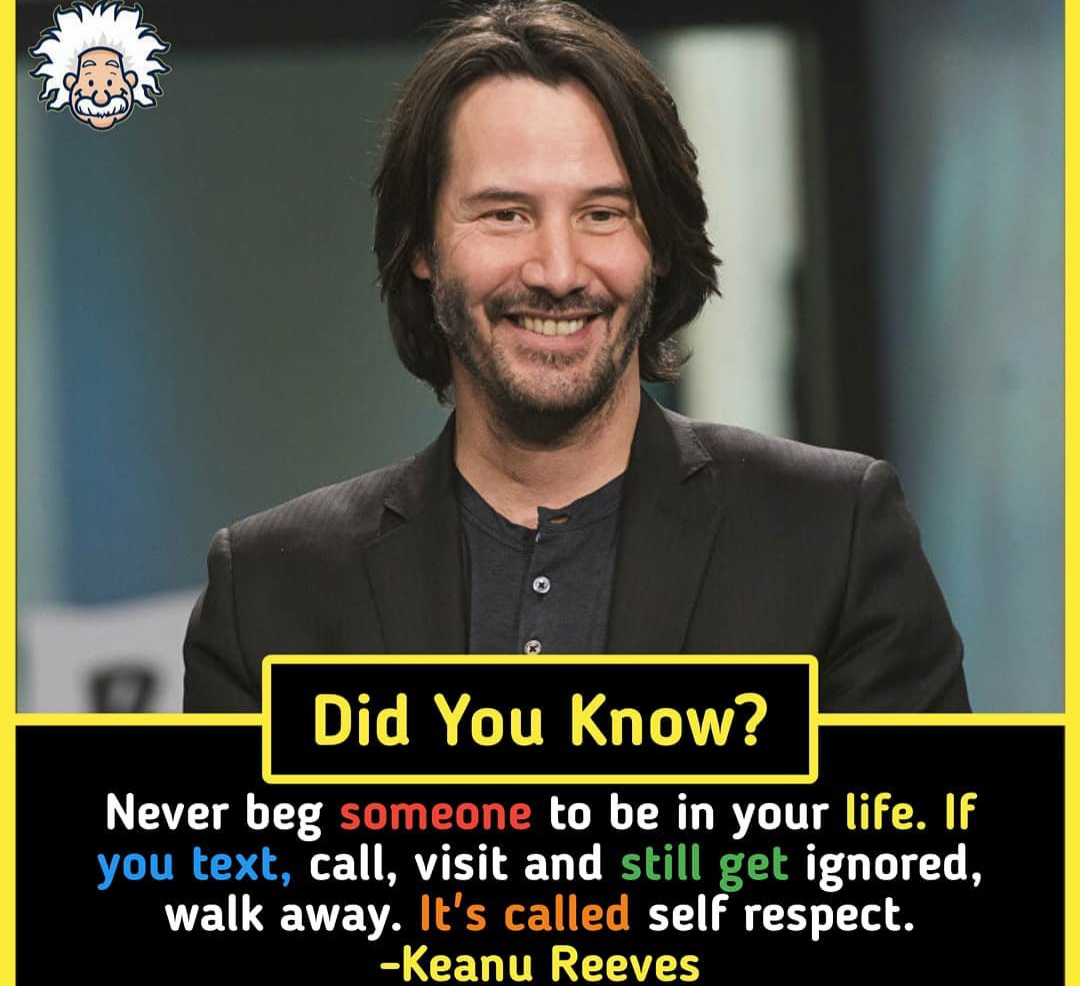 Did You Know?
Never beg someone to be in your life. If
you text, call, visit and still get ignored,
walk away. It's called self respect.
-Keanu Reeves